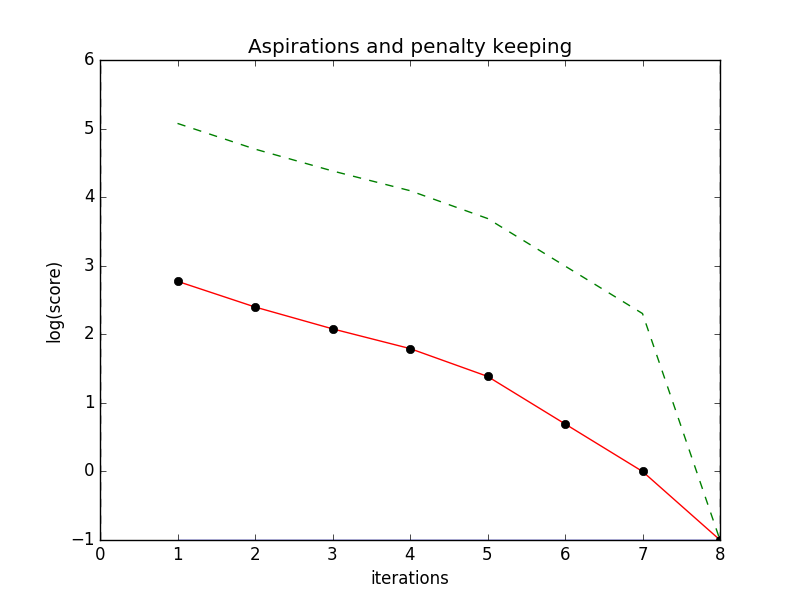 Aspirations and penalty keeping
6
5
4
3
2
1
0
−1
log(score)
0 1 2 3 4 5 6 7 8
iterations